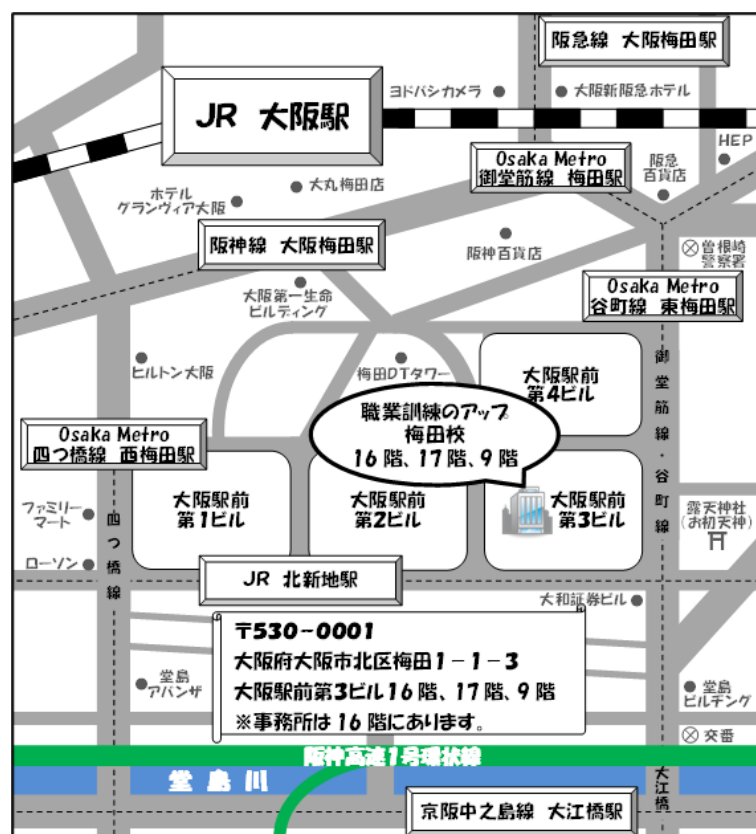 阪急線 大阪梅田駅
ヨドバシカメラ
大阪新阪急ホテル
JR 大阪駅
HEP
Osaka Metro
御堂筋線 梅田駅
阪急
百貨店
大丸梅田店
ホテル
グランヴィア大阪
阪神線 大阪梅田駅
阪神百貨店
曽根崎
警察署
Osaka Metro
谷町線 東梅田駅
大阪第一生命
ビルディング
ヒルトン大阪
梅田DTタワー
大阪駅前
第4ビル
御堂筋線・谷町線
職業訓練のアップ
梅田校
16階、17階、9階
Osaka Metro
四つ橋線 西梅田駅
大阪駅前
第1ビル
大阪駅前
第2ビル
大阪駅前
第3ビル
ファミリー
マート
四つ橋線
露天神社
(お初天神)
ローソン
JR 北新地駅
大和証券ビル
〒530-0001
大阪府大阪市北区梅田1-1-3
大阪駅前第3ビル16階、17階、9階
※事務所は16階にあります。
堂島
アバンザ
堂島
ビルヂング
交番
阪神高速1号環状線
堂島川
大江橋
京阪中之島線 大江橋駅